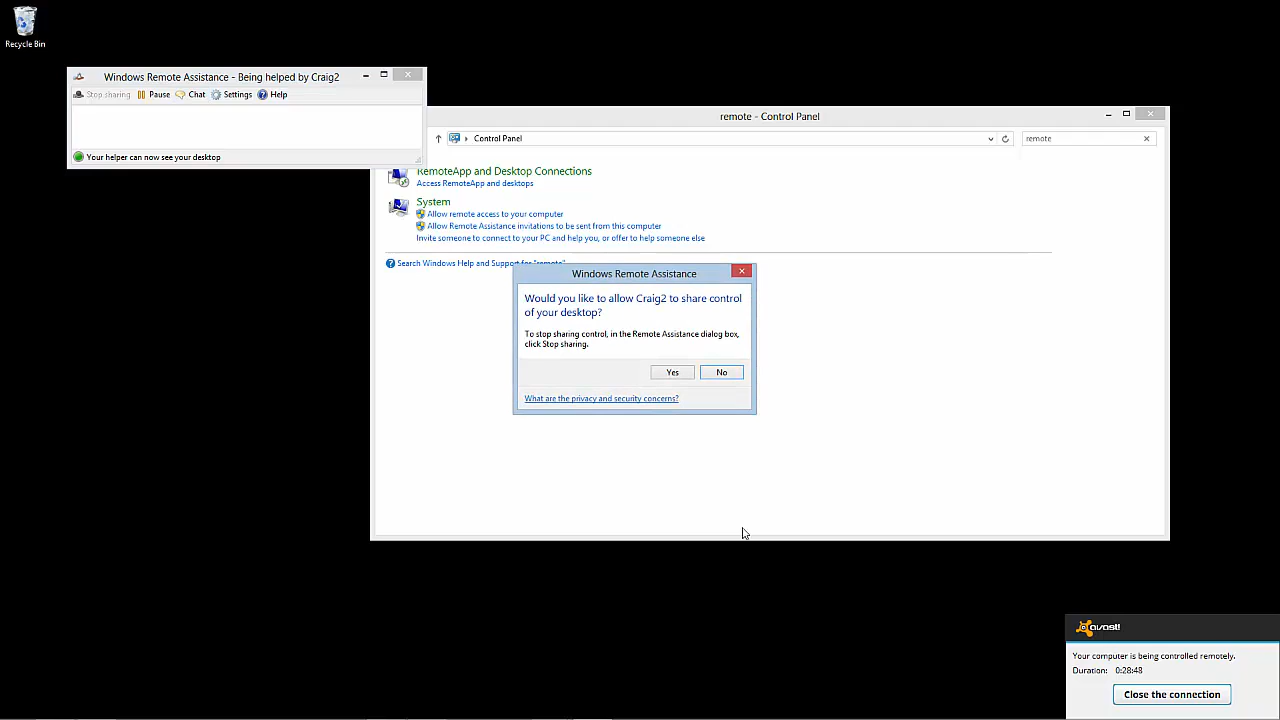 Recycle Bin
Windows Remote Assistance - Being helped by Craig2
Stop sharing Pause Chat Settings Help
Your helper can now see your desktop
remote - Control Panel
Control Panel
remote
RemoteApp and Desktop Connections
Access RemoteApp and desktops
System
Allow remote access to your computer
Allow Remote Assistance invitations to be sent from this computer
Invite someone to connect to your PC and help you, or offer to help someone else
Search Windows Help and Support for "remote"
Windows Remote Assistance
Would you like to allow Craig2 to share control
of your desktop?
To stop sharing control, in the Remote Assistance dialog box,
click Stop sharing.
Yes No
What are the privacy and security concerns?
avast!
Your computer is being controlled remotely.
Duration: 0:28:48
Close the connection